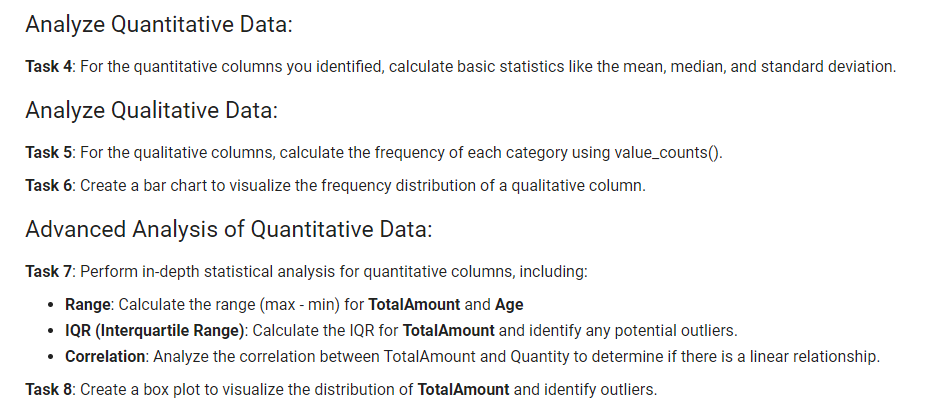 Analyze Quantitative Data:
Task 4: For the quantitative columns you identified, calculate basic statistics like the mean, median, and standard deviation.
Analyze Qualitative Data:
Task 5: For the qualitative columns, calculate the frequency of each category using value_counts().
Task 6: Create a bar chart to visualize the frequency distribution of a qualitative column.
Advanced Analysis of Quantitative Data:
Task 7: Perform in-depth statistical analysis for quantitative columns, including:
• Range: Calculate the range (max - min) for TotalAmount and Age
• IQR (Interquartile Range): Calculate the IQR for TotalAmount and identify any potential outliers.
• Correlation: Analyze the correlation between TotalAmount and Quantity to determine if there is a linear relationship.
Task 8: Create a box plot to visualize the distribution of TotalAmount and identify outliers.